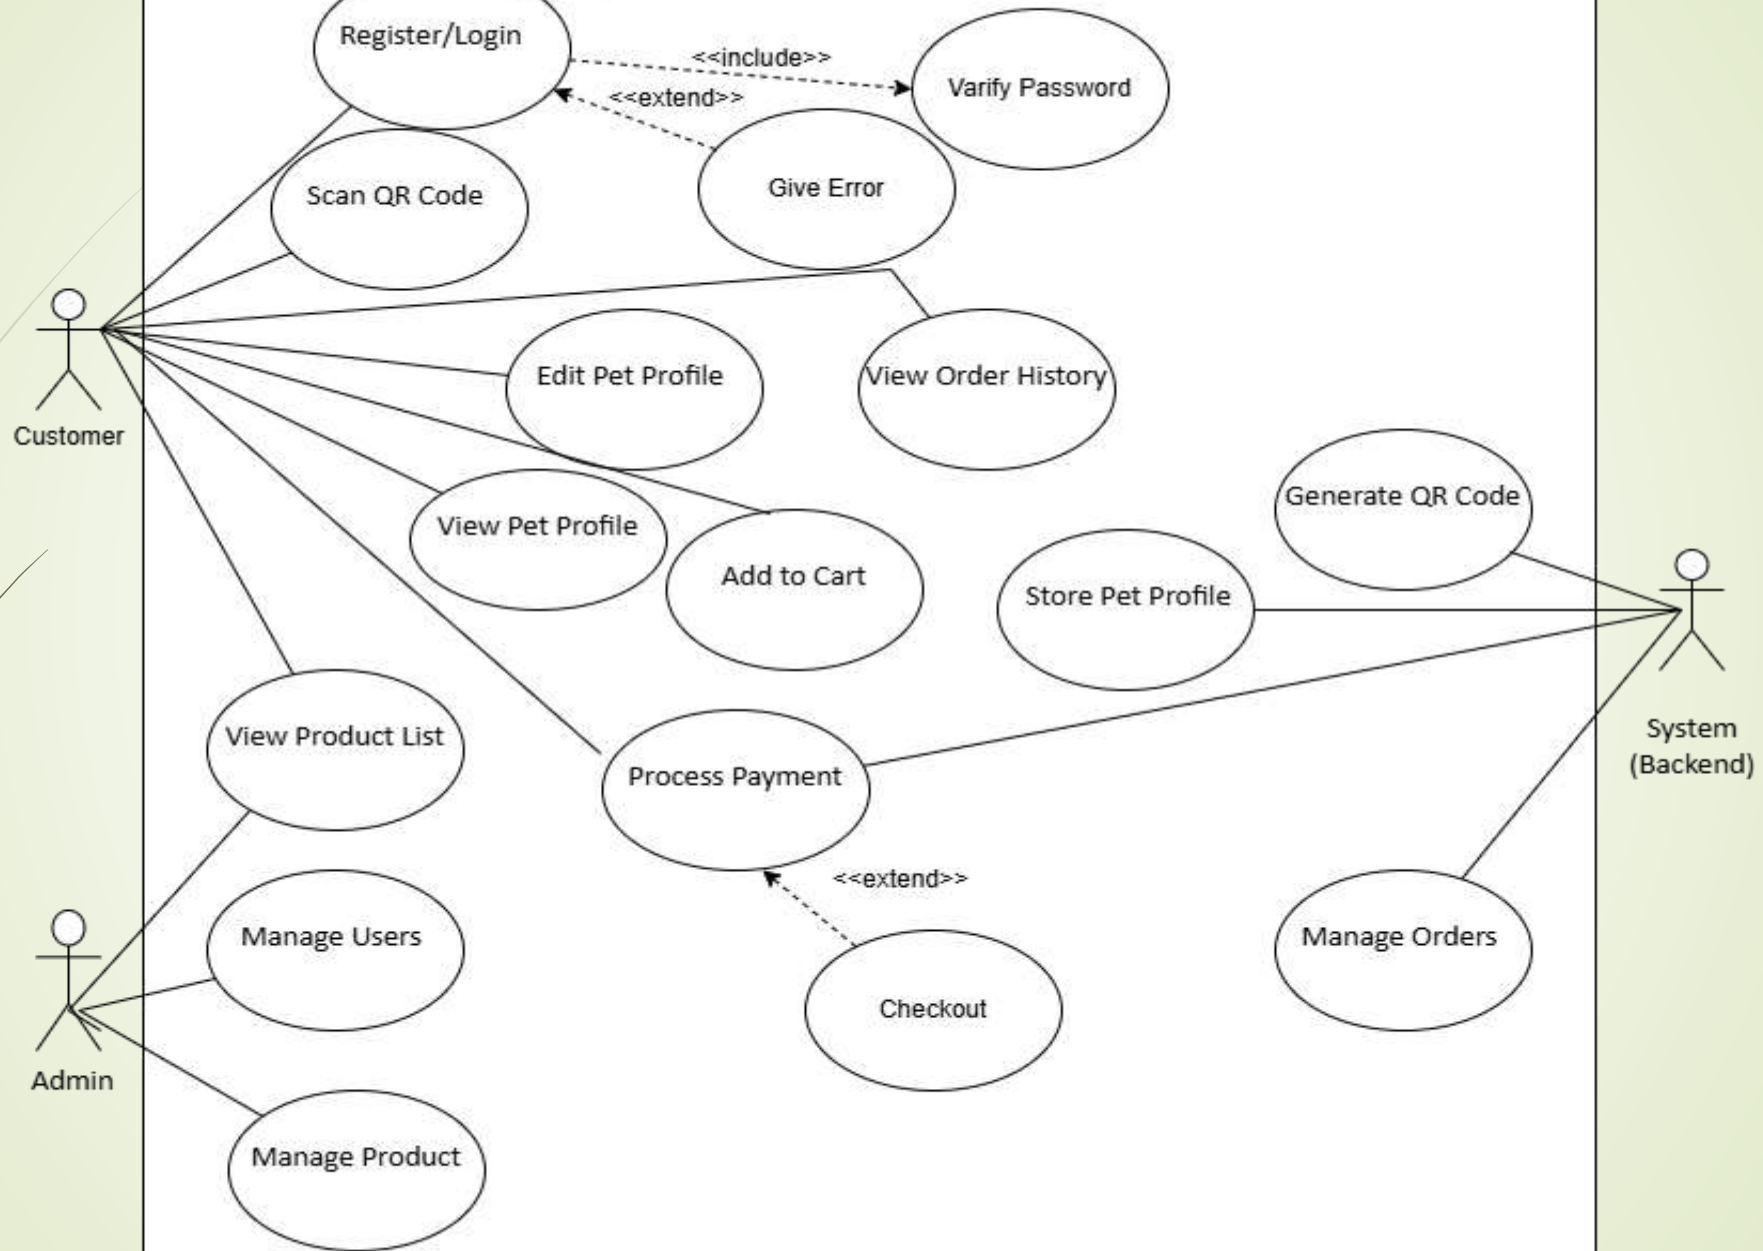 Register/Login
<<include>>
Varify Password
<<extend>>
Give Error
Scan QR Code
Edit Pet Profile
View Order History
Customer
Generate QR Code
View Pet Profile
Add to Cart
Store Pet Profile
View Product List
Process Payment
System
(Backend)
<<extend>>
Manage Users
Manage Orders
Checkout
Admin
Manage Product